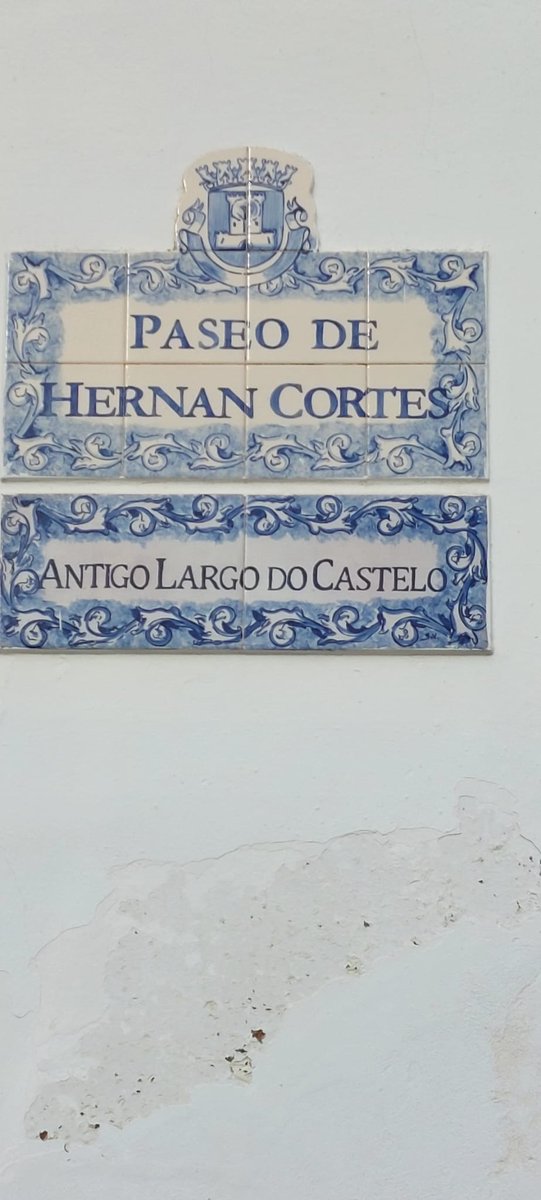 PASEO DE
HERNAN CORTES
ANTIGO LARGO DO CASTELO